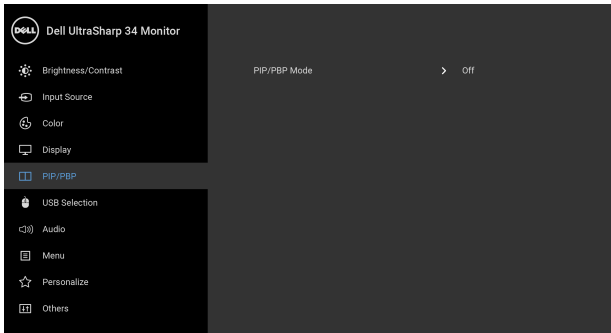 DELL
Dell UltraSharp 34 Monitor
Brightness/Contrast
PIP/PBP Mode
Off
Input Source
Color
Display
PIP/PBP
USB Selection
Audio
Menu
Personalize
Others